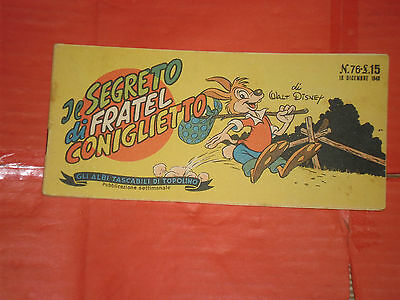 Il SEGRETO
di FRATEL
CONIGLIETTO
di
WALT DISNEY
N.76-£.15
18 DICEMBRE 1949
GLI ALBI TASCABILI DI TOPOLINO
Pubblicazione settimanale